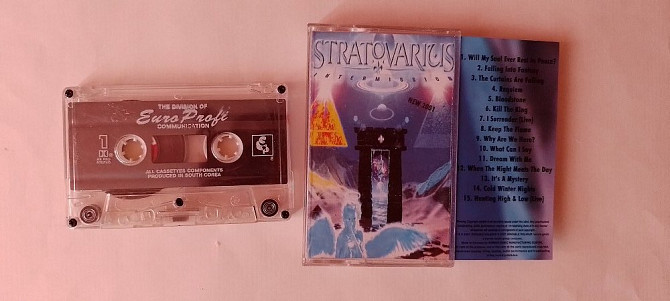 THE DIVISION OF
EuroProfi
COMMUNICATION
1
ALL CASSETTES COMPONENTS
PRODUCED IN SOUTH COREA
STRATOVARIUS
INTERMISSION
NEW 2001
1. Will My Soul Ever Rest in Peace?
2. Falling Into Fantasy
3. The Curtains Are Falling
4. Requiem
5. Bloodstone
6. Kill The King
7. I Surrender [Live]
8. Keep The Flame
9. Why Are We Here?
10. What Can I Say
11. Dream With Me
12. When The Night Meets The Day
13. It's A Mystery
14. Cold Winter Nights
15. Hunting High & Low [Live]